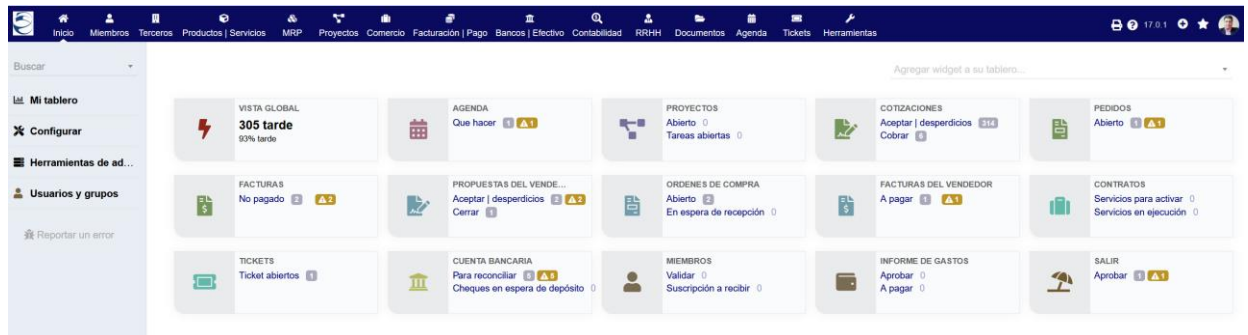 Inicio Miembros Terceros Productos | Servicios MRP Proyectos Comercio Facturación | Pago Bancos | Efectivo Contabilidad RRHH Documentos Agenda Tickets Herramientas 17.0.1
Buscar
Agregar widget a su tablero...
Mi tablero
Configurar
Herramientas de ad...
Usuarios y grupos
Reportar un error
VISTA GLOBAL
305 tarde
93% tarde
AGENDA
Que hacer 1 1
PROYECTOS
Abierto 0
Tareas abiertas 0
COTIZACIONES
Aceptar | desperdicios 314
Cobrar 6
PEDIDOS
Abierto 1 1
FACTURAS
No pagado 2 2
PROPUESTAS DEL VENDE...
Aceptar | desperdicios 2 2
Cerrar 1
ORDENES DE COMPRA
Abierto 2
En espera de recepción 0
FACTURAS DEL VENDEDOR
A pagar 1 1
CONTRATOS
Servicios para activar 0
Servicios en ejecución 0
TICKETS
Ticket abiertos 1
CUENTA BANCARIA
Para reconciliar 5 5
Cheques en espera de depósito 0
MIEMBROS
Validar 0
Suscripción a recibir 0
INFORME DE GASTOS
Aprobar 0
A pagar 0
SALIR
Aprobar 1 1